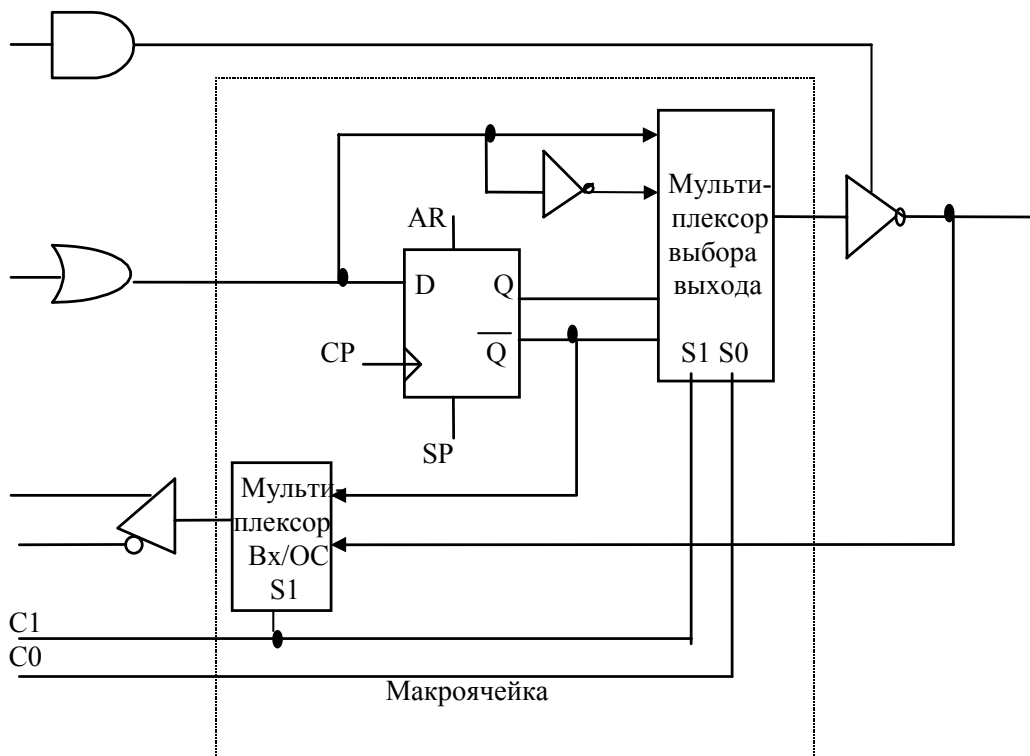 AR
D
Q
CP
Q
SP
Мульти-
плексор
выбора
выхода
S1 S0
Мульти-
плексор
Вх/ОС
S1
C1
C0
Макроячейка